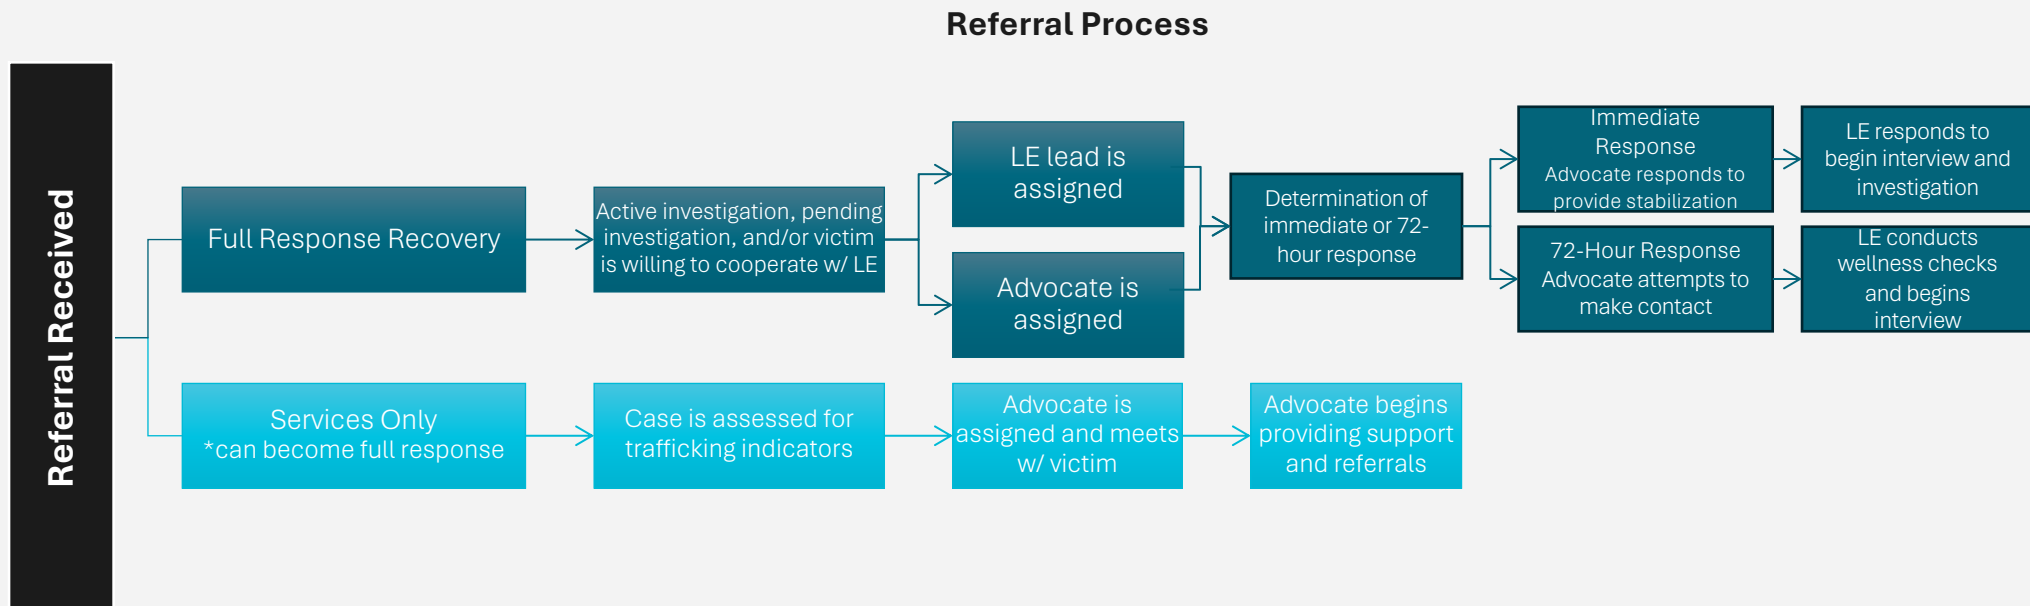 Referral Process
Referral Received
Full Response Recovery
Active investigation, pending
investigation, and/or victim
is willing to cooperate w/ LE
LE lead is
assigned
Advocate is
assigned
Determination of
immediate or 72-
hour response
Immediate
Response
Advocate responds to
provide stabilization
LE responds to
begin interview and
investigation
72-Hour Response
Advocate attempts to
make contact
LE conducts
wellness checks
and begins
interview
Services Only
*can become full response
Case is assessed for
trafficking indicators
Advocate is
assigned and meets
w/ victim
Advocate begins
providing support
and referrals